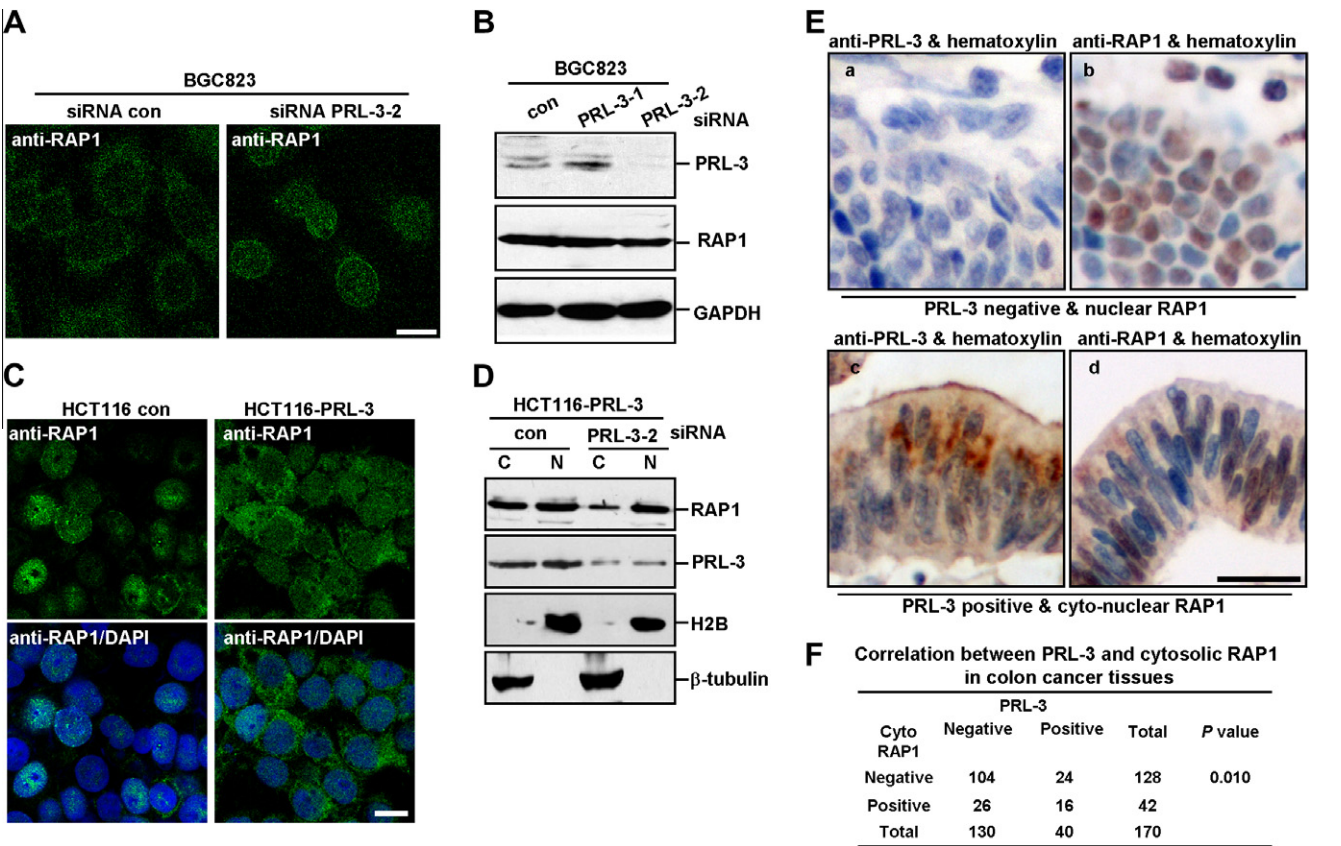 A
BGC823
siRNA con
siRNA PRL-3-2
anti-RAP1
anti-RAP1
B
BGC823
con
PRL-3-1
PRL-3-2
siRNA
PRL-3
RAP1
GAPDH
C
HCT116 con
HCT116-PRL-3
anti-RAP1
anti-RAP1
anti-RAP1/DAPI
anti-RAP1/DAPI
D
HCT116-PRL-3
con
PRL-3-2
siRNA
C N C N
RAP1
PRL-3
H2B
β-tubulin
E
anti-PRL-3 & hematoxylin
anti-RAP1 & hematoxylin
a
b
PRL-3 negative & nuclear RAP1
anti-PRL-3 & hematoxylin
anti-RAP1 & hematoxylin
c
d
PRL-3 positive & cyto-nuclear RAP1
F
Correlation between PRL-3 and cytosolic RAP1
in colon cancer tissues
PRL-3
Cyto RAP1 Negative Positive Total P value
Negative 104 24 128 0.010
Positive 26 16 42
Total 130 40 170